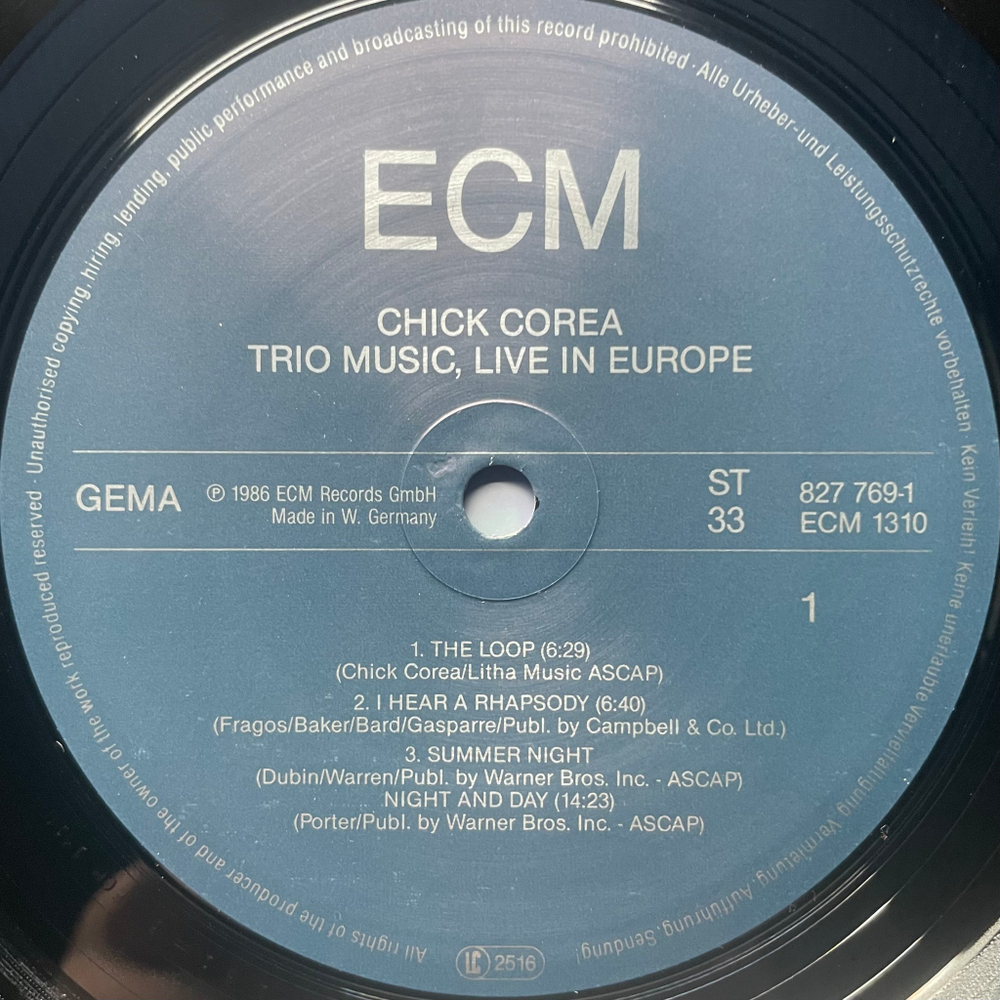 All rights of the producer and of the owner of the work reproduced reserved · Unauthorised copying, hiring, lending, public performance and broadcasting of this record prohibited · Alle Urheber- und Leistungsschutzrechte vorbehalten. Kein Verleih! Keine unerlaubte Vervielfältigung, Vermietung, Aufführung, Sendung!
ECM
CHICK COREA
TRIO MUSIC, LIVE IN EUROPE
GEMA
℗ 1986 ECM Records GmbH
Made in W. Germany
ST
33
827 769-1
ECM 1310
1
1. THE LOOP (6:29)
(Chick Corea/Litha Music ASCAP)
2. I HEAR A RHAPSODY (6:40)
(Fragos/Baker/Bard/Gasparre/Publ. by Campbell & Co. Ltd.)
3. SUMMER NIGHT
(Dubin/Warren/Publ. by Warner Bros. Inc. - ASCAP)
NIGHT AND DAY (14:23)
(Porter/Publ. by Warner Bros. Inc. - ASCAP)
LC 2516